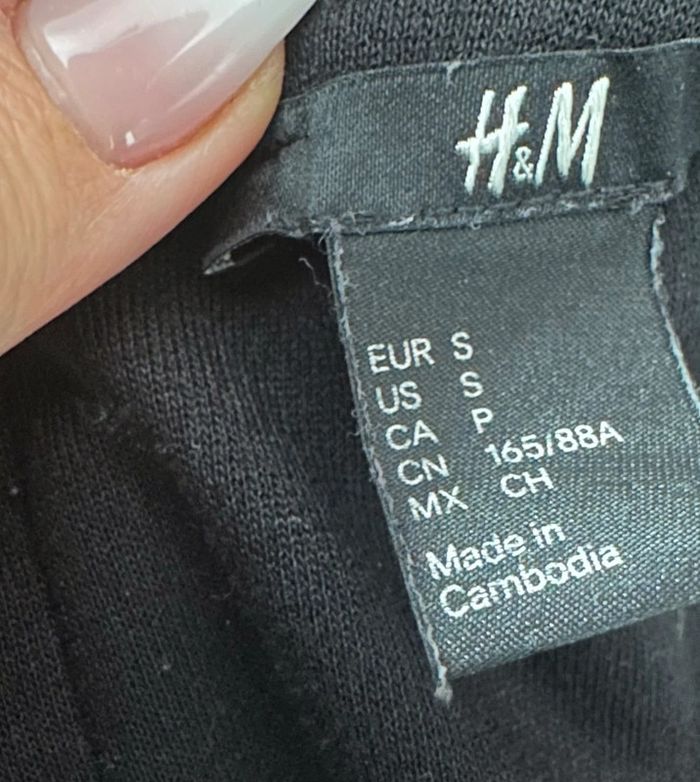 H&M
EUR S
US S
CA P
CN 165/88A
MX CH
Made in
Cambodia